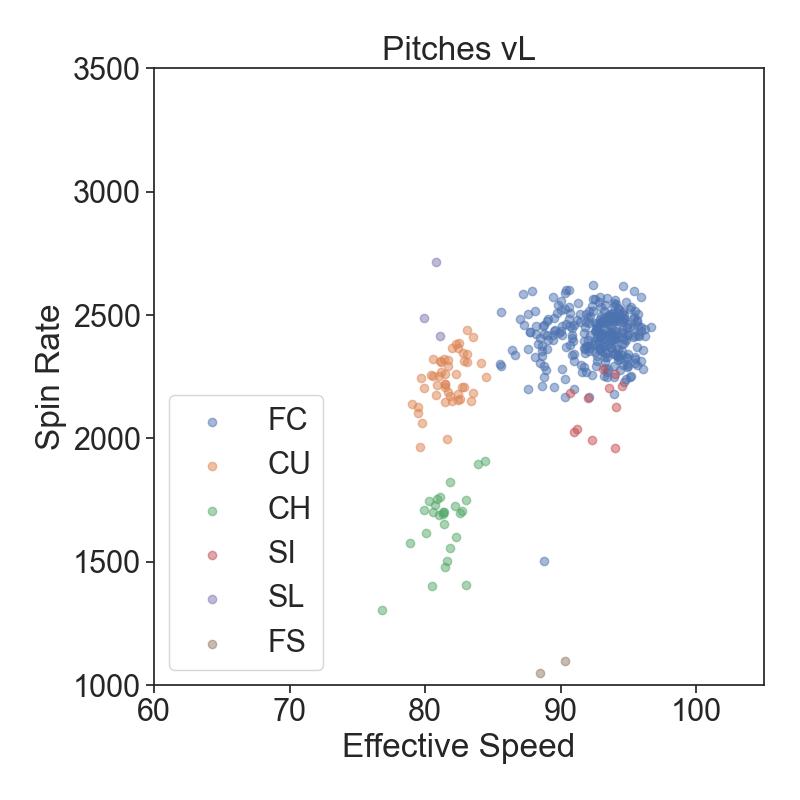 Pitches vL
3500
3000
2500
2000
1500
1000
Spin Rate
FC
CU
CH
SI
SL
FS
60 70 80 90 100
Effective Speed